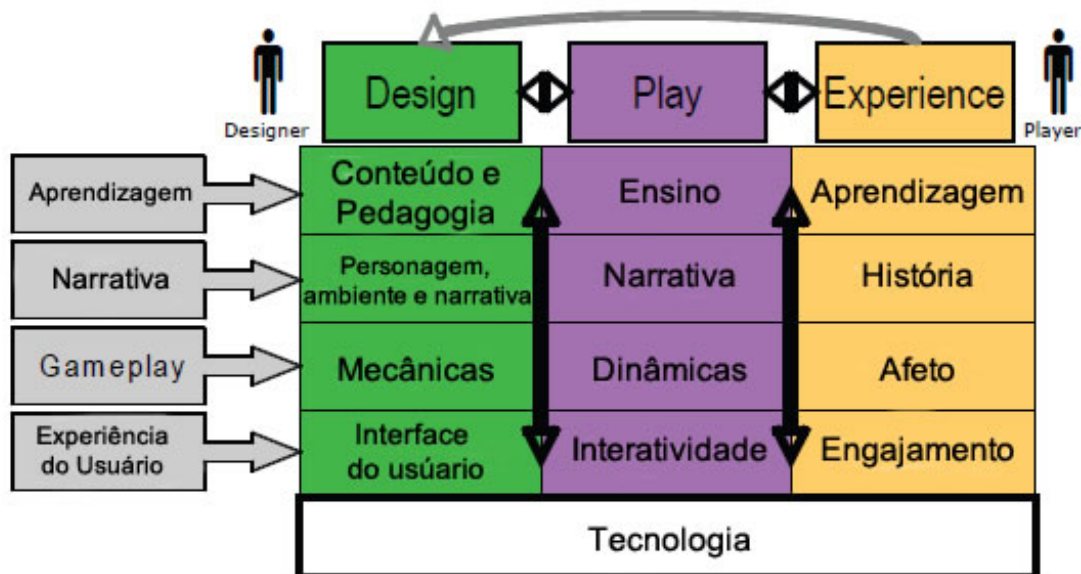 Design
Play
Experience
Designer
Player
Aprendizagem
Conteúdo e
Pedagogia
Ensino
Aprendizagem
Narrativa
Personagem,
ambiente e narrativa
Narrativa
História
Gameplay
Mecânicas
Dinâmicas
Afeto
Experiência
do Usuário
Interface
do usúario
Interatividade
Engajamento
Tecnologia